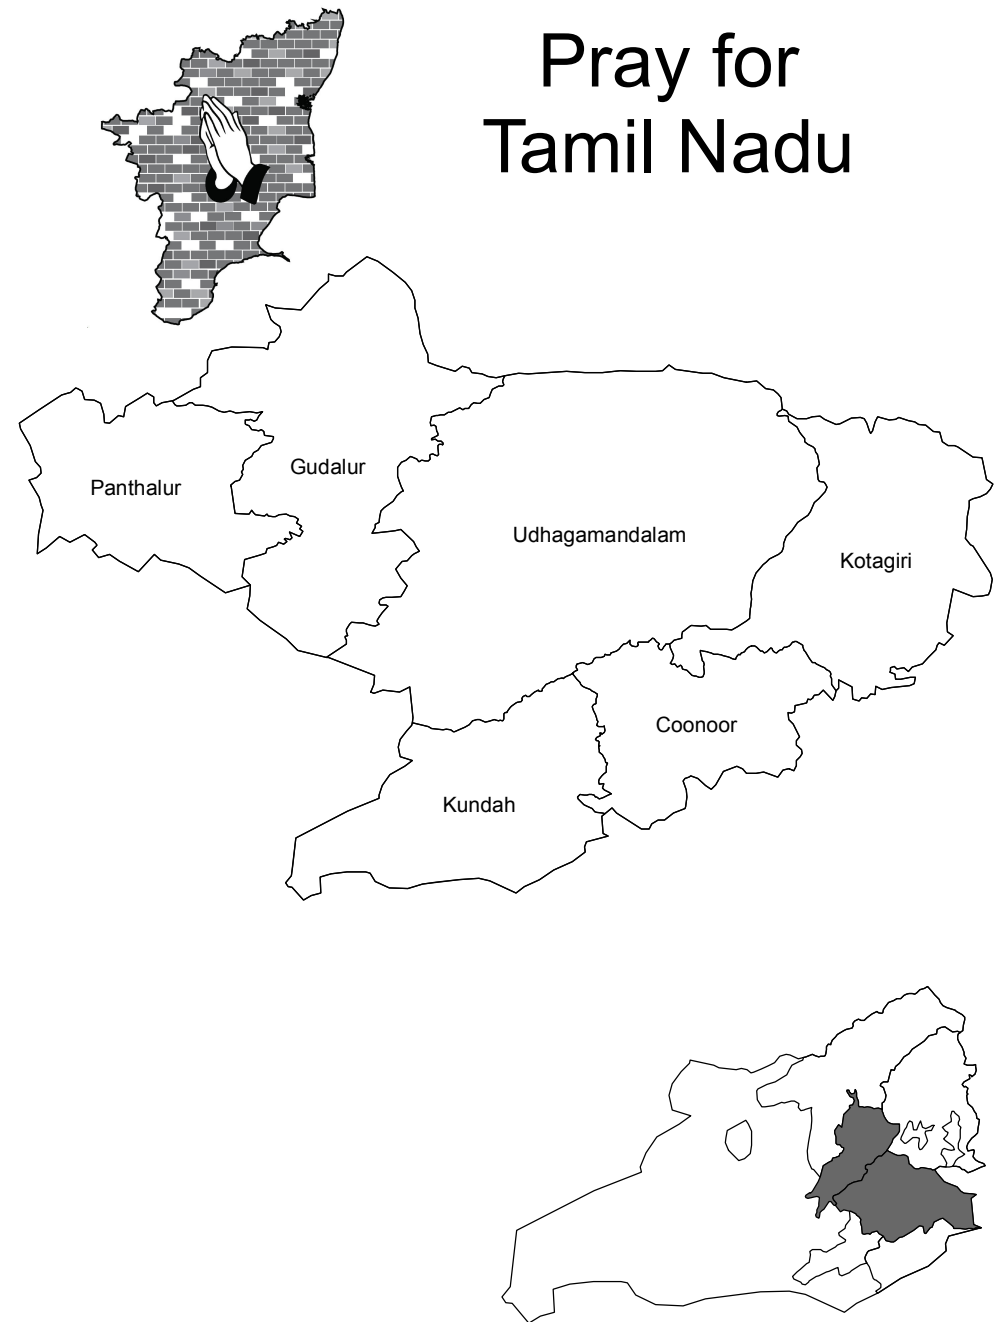 Pray for
Tamil Nadu
Gudalur
Panthalur
Udhagamandalam
Kotagiri
Coonoor
Kundah